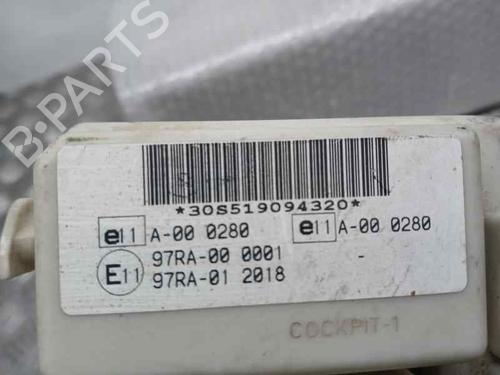 B-PARTS
*30S519094320*
e11 A-00 0280 e11 A-00 0280
E11 97RA-00 0001 -
97RA-01 2018
COCKPIT-1